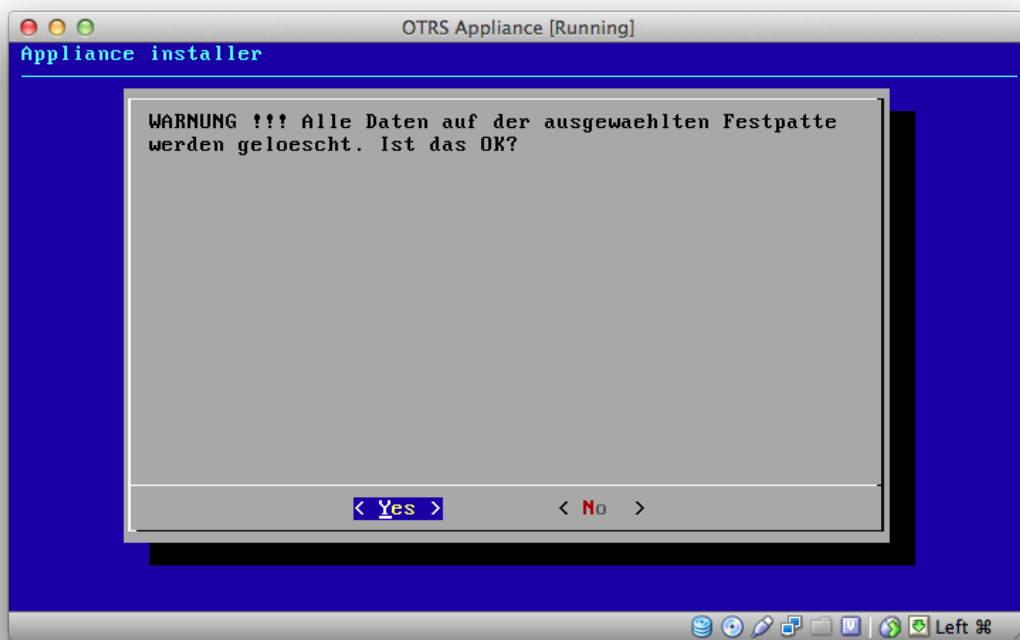 OTRS Appliance [Running]
Appliance installer
WARNUNG !!! Alle Daten auf der ausgewaehlten Festpatte
werden geloescht. Ist das OK?
< Yes > < No >
Left ⌘